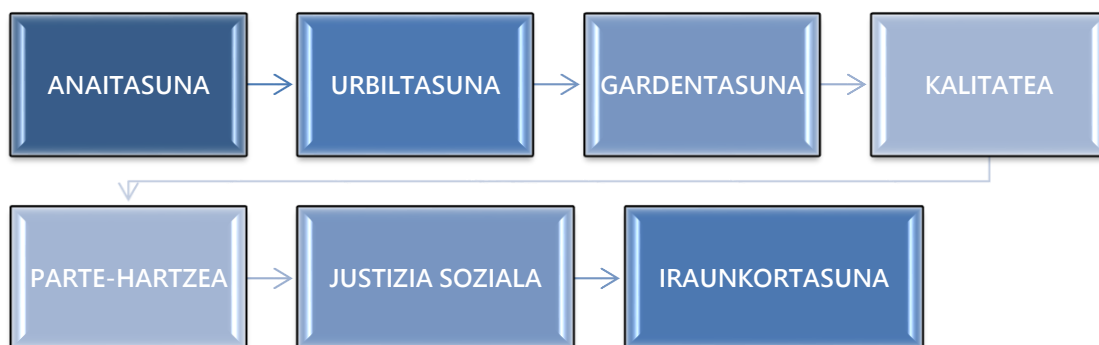 ANAITASUNA
URBILTASUNA
GARDENTASUNA
KALITATEA
PARTE-HARTZEA
JUSTIZIA SOZIALA
IRAUNKORTASUNA